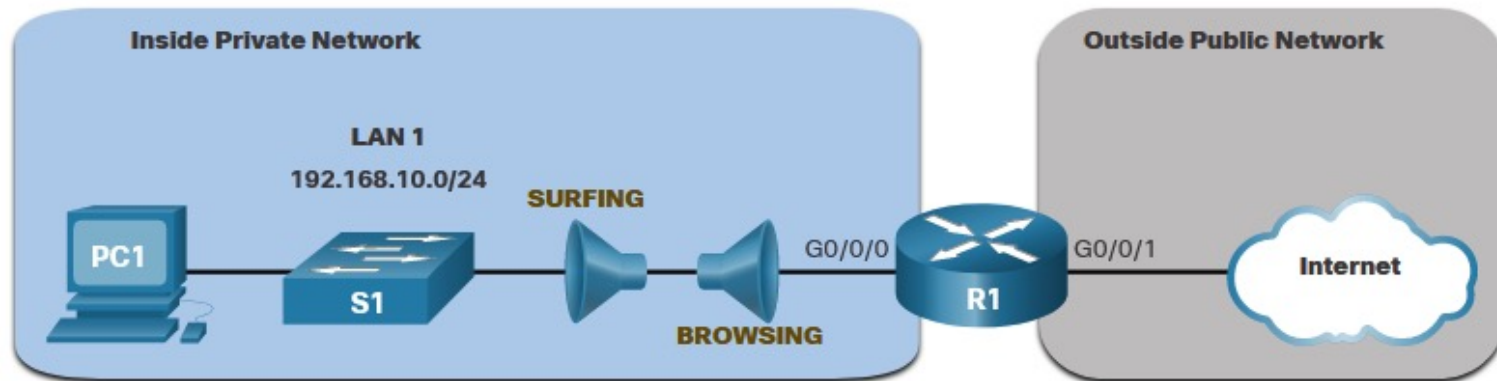 Inside Private Network
Outside Public Network
LAN 1
192.168.10.0/24
SURFING
PC1
S1
BROWSING
G0/0/0
R1
G0/0/1
Internet